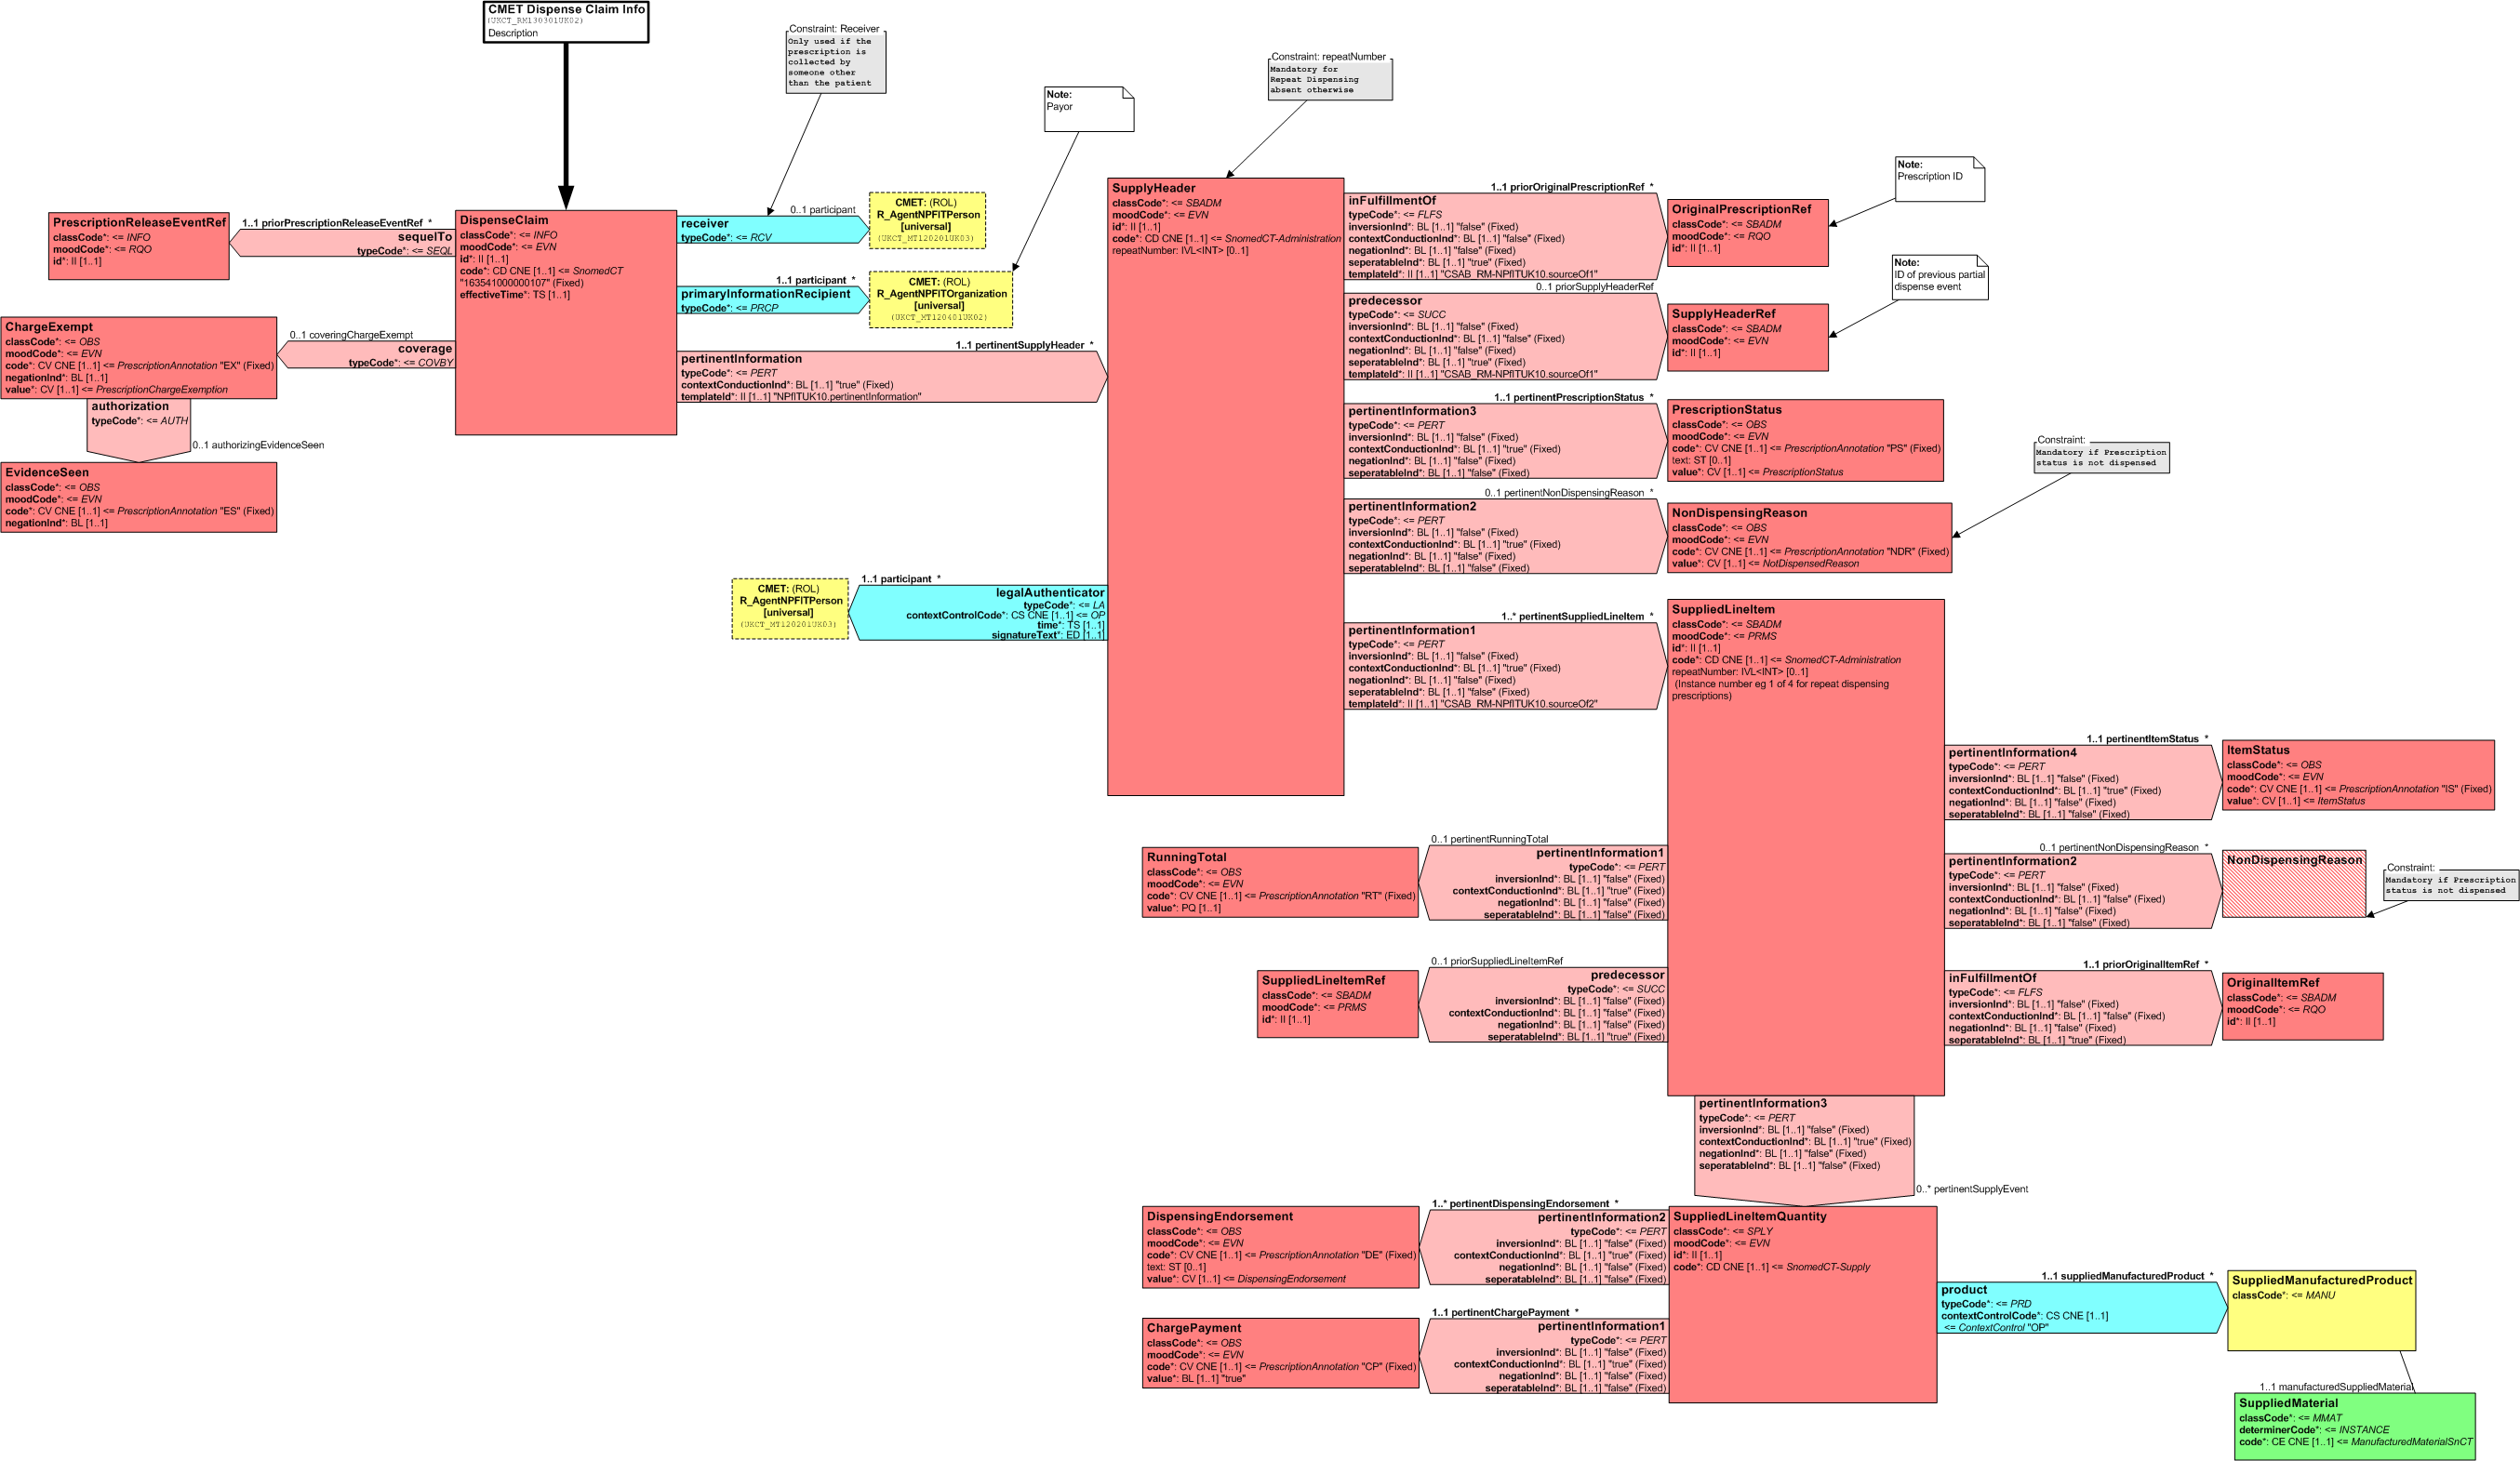 CMET Dispense Claim Info
(UKCT_RM130301UK02)
Description
Constraint: Receiver
Only used if the
prescription is
collected by
someone other
than the patient
Note:
Payor
Constraint: repeatNumber
Mandatory for
Repeat Dispensing
absent otherwise
PrescriptionReleaseEventRef
classCode*: <= INFO
moodCode*: <= RQO
id*: II [1..1]
1..1 priorPrescriptionReleaseEventRef *
sequelTo
typeCode*: <= SEQL
DispenseClaim
classCode*: <= INFO
moodCode*: <= EVN
id*: II [1..1]
code*: CD CNE [1..1] <= SnomedCT
"163541000000107" (Fixed)
effectiveTime*: TS [1..1]
0..1 participant
receiver
typeCode*: <= RCV
CMET: (ROL)
R_AgentNPFITPerson
[universal]
(UKCT_MT120201UK03)
1..1 participant *
primaryInformationRecipient
typeCode*: <= PRCP
CMET: (ROL)
R_AgentNPFITOrganization
[universal]
(UKCT_MT120401UK02)
1..1 pertinentSupplyHeader *
pertinentInformation
typeCode*: <= PERT
contextConductionInd*: BL [1..1] "true" (Fixed)
templateId*: II [1..1] "NPfITUK10.pertinentInformation"
ChargeExempt
classCode*: <= OBS
moodCode*: <= EVN
code*: CV CNE [1..1] <= PrescriptionAnnotation "EX" (Fixed)
negationInd*: BL [1..1]
value*: CV [1..1] <= PrescriptionChargeExemption
0..1 coveringChargeExempt
coverage
typeCode*: <= COVBY
authorization
typeCode*: <= AUTH
0..1 authorizingEvidenceSeen
EvidenceSeen
classCode*: <= OBS
moodCode*: <= EVN
code*: CV CNE [1..1] <= PrescriptionAnnotation "ES" (Fixed)
negationInd*: BL [1..1]
SupplyHeader
classCode*: <= SBADM
moodCode*: <= EVN
id*: II [1..1]
code*: CD CNE [1..1] <= SnomedCT-Administration
repeatNumber: IVL<INT> [0..1]
1..1 priorOriginalPrescriptionRef *
inFulfillmentOf
typeCode*: <= FLFS
inversionInd*: BL [1..1] "false" (Fixed)
contextConductionInd*: BL [1..1] "false" (Fixed)
negationInd*: BL [1..1] "false" (Fixed)
seperatableInd*: BL [1..1] "true" (Fixed)
templateId*: II [1..1] "CSAB_RM-NPfITUK10.sourceOf1"
OriginalPrescriptionRef
classCode*: <= SBADM
moodCode*: <= RQO
id*: II [1..1]
Note:
Prescription ID
0..1 priorSupplyHeaderRef
predecessor
typeCode*: <= SUCC
inversionInd*: BL [1..1] "false" (Fixed)
contextConductionInd*: BL [1..1] "false" (Fixed)
negationInd*: BL [1..1] "false" (Fixed)
seperatableInd*: BL [1..1] "true" (Fixed)
templateId*: II [1..1] "CSAB_RM-NPfITUK10.sourceOf1"
SupplyHeaderRef
classCode*: <= SBADM
moodCode*: <= EVN
id*: II [1..1]
Note:
ID of previous partial
dispense event
1..1 pertinentPrescriptionStatus *
pertinentInformation3
typeCode*: <= PERT
inversionInd*: BL [1..1] "false" (Fixed)
contextConductionInd*: BL [1..1] "true" (Fixed)
negationInd*: BL [1..1] "false" (Fixed)
seperatableInd*: BL [1..1] "false" (Fixed)
PrescriptionStatus
classCode*: <= OBS
moodCode*: <= EVN
code*: CV CNE [1..1] <= PrescriptionAnnotation "PS" (Fixed)
text: ST [0..1]
value*: CV [1..1] <= PrescriptionStatus
Constraint:
Mandatory if Prescription
status is not dispensed
0..1 pertinentNonDispensingReason *
pertinentInformation2
typeCode*: <= PERT
inversionInd*: BL [1..1] "false" (Fixed)
contextConductionInd*: BL [1..1] "true" (Fixed)
negationInd*: BL [1..1] "false" (Fixed)
seperatableInd*: BL [1..1] "false" (Fixed)
NonDispensingReason
classCode*: <= OBS
moodCode*: <= EVN
code*: CV CNE [1..1] <= PrescriptionAnnotation "NDR" (Fixed)
value*: CV [1..1] <= NotDispensedReason
CMET: (ROL)
R_AgentNPFITPerson
[universal]
(UKCT_MT120201UK03)
1..1 participant *
legalAuthenticator
typeCode*: <= LA
contextControlCode*: CS CNE [1..1] <= OP
time*: TS [1..1]
signatureText*: ED [1..1]
1..* pertinentSuppliedLineItem *
pertinentInformation1
typeCode*: <= PERT
inversionInd*: BL [1..1] "false" (Fixed)
contextConductionInd*: BL [1..1] "true" (Fixed)
negationInd*: BL [1..1] "false" (Fixed)
seperatableInd*: BL [1..1] "false" (Fixed)
templateId*: II [1..1] "CSAB_RM-NPfITUK10.sourceOf2"
SuppliedLineItem
classCode*: <= SBADM
moodCode*: <= PRMS
id*: II [1..1]
code*: CD CNE [1..1] <= SnomedCT-Administration
repeatNumber: IVL<INT> [0..1]
(Instance number eg 1 of 4 for repeat dispensing
prescriptions)
1..1 pertinentItemStatus *
pertinentInformation4
typeCode*: <= PERT
inversionInd*: BL [1..1] "false" (Fixed)
contextConductionInd*: BL [1..1] "true" (Fixed)
negationInd*: BL [1..1] "false" (Fixed)
seperatableInd*: BL [1..1] "false" (Fixed)
ItemStatus
classCode*: <= OBS
moodCode*: <= EVN
code*: CV CNE [1..1] <= PrescriptionAnnotation "IS" (Fixed)
value*: CV [1..1] <= ItemStatus
RunningTotal
classCode*: <= OBS
moodCode*: <= EVN
code*: CV CNE [1..1] <= PrescriptionAnnotation "RT" (Fixed)
value*: PQ [1..1]
0..1 pertinentRunningTotal
pertinentInformation1
typeCode*: <= PERT
inversionInd*: BL [1..1] "false" (Fixed)
contextConductionInd*: BL [1..1] "true" (Fixed)
negationInd*: BL [1..1] "false" (Fixed)
seperatableInd*: BL [1..1] "false" (Fixed)
0..1 pertinentNonDispensingReason *
pertinentInformation2
typeCode*: <= PERT
inversionInd*: BL [1..1] "false" (Fixed)
contextConductionInd*: BL [1..1] "false" (Fixed)
negationInd*: BL [1..1] "false" (Fixed)
seperatableInd*: BL [1..1] "false" (Fixed)
NonDispensingReason
Constraint:
Mandatory if Prescription
status is not dispensed
SuppliedLineItemRef
classCode*: <= SBADM
moodCode*: <= PRMS
id*: II [1..1]
0..1 priorSuppliedLineItemRef
predecessor
typeCode*: <= SUCC
inversionInd*: BL [1..1] "false" (Fixed)
contextConductionInd*: BL [1..1] "false" (Fixed)
negationInd*: BL [1..1] "false" (Fixed)
seperatableInd*: BL [1..1] "true" (Fixed)
1..1 priorOriginalItemRef *
inFulfillmentOf
typeCode*: <= FLFS
inversionInd*: BL [1..1] "false" (Fixed)
contextConductionInd*: BL [1..1] "false" (Fixed)
negationInd*: BL [1..1] "false" (Fixed)
seperatableInd*: BL [1..1] "true" (Fixed)
OriginalItemRef
classCode*: <= SBADM
moodCode*: <= RQO
id*: II [1..1]
pertinentInformation3
typeCode*: <= PERT
inversionInd*: BL [1..1] "false" (Fixed)
contextConductionInd*: BL [1..1] "true" (Fixed)
negationInd*: BL [1..1] "false" (Fixed)
seperatableInd*: BL [1..1] "false" (Fixed)
0..* pertinentSupplyEvent
DispensingEndorsement
classCode*: <= OBS
moodCode*: <= EVN
code*: CV CNE [1..1] <= PrescriptionAnnotation "DE" (Fixed)
text: ST [0..1]
value*: CV [1..1] <= DispensingEndorsement
1..* pertinentDispensingEndorsement *
pertinentInformation2
typeCode*: <= PERT
inversionInd*: BL [1..1] "false" (Fixed)
contextConductionInd*: BL [1..1] "true" (Fixed)
negationInd*: BL [1..1] "false" (Fixed)
seperatableInd*: BL [1..1] "false" (Fixed)
SuppliedLineItemQuantity
classCode*: <= SPLY
moodCode*: <= EVN
id*: II [1..1]
code*: CD CNE [1..1] <= SnomedCT-Supply
ChargePayment
classCode*: <= OBS
moodCode*: <= EVN
code*: CV CNE [1..1] <= PrescriptionAnnotation "CP" (Fixed)
value*: BL [1..1] "true"
1..1 pertinentChargePayment *
pertinentInformation1
typeCode*: <= PERT
inversionInd*: BL [1..1] "false" (Fixed)
contextConductionInd*: BL [1..1] "true" (Fixed)
negationInd*: BL [1..1] "false" (Fixed)
seperatableInd*: BL [1..1] "false" (Fixed)
1..1 suppliedManufacturedProduct *
product
typeCode*: <= PRD
contextControlCode*: CS CNE [1..1]
<= ContextControl "OP"
SuppliedManufacturedProduct
classCode*: <= MANU
1..1 manufacturedSuppliedMaterial
SuppliedMaterial
classCode*: <= MMAT
determinerCode*: <= INSTANCE
code*: CE CNE [1..1] <= ManufacturedMaterialSnCT